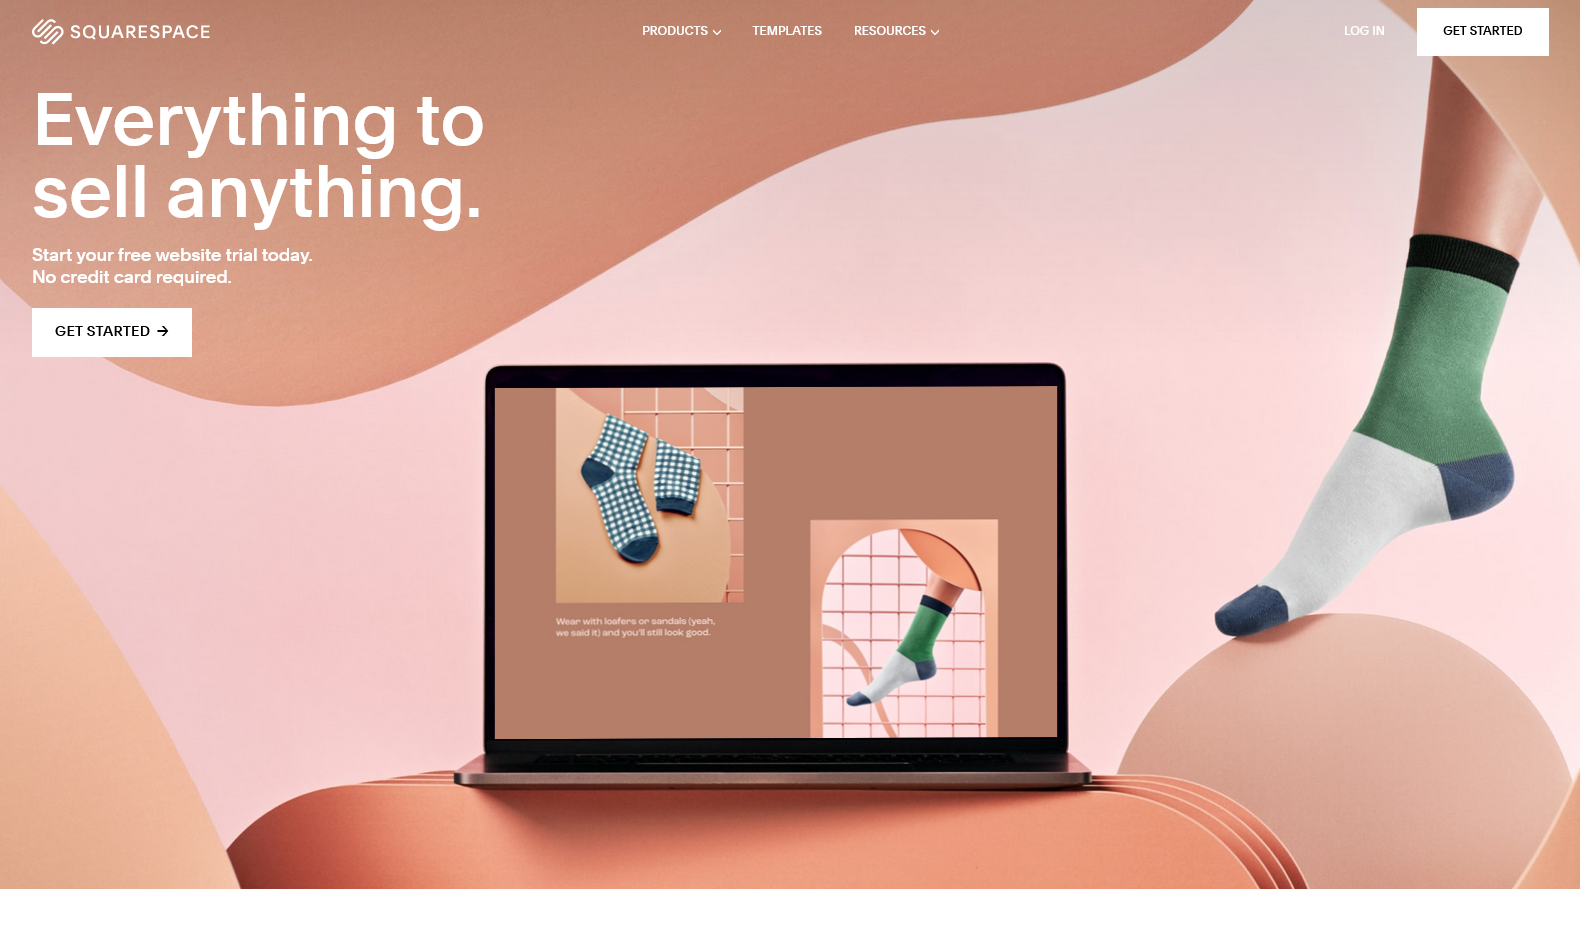 SQUARESPACE
PRODUCTS
TEMPLATES
RESOURCES
LOG IN
GET STARTED
Everything to
sell anything.
Start your free website trial today.
No credit card required.
GET STARTED →
Wear with loafers or sandals (yeah,
we said it) and you'll still look good.